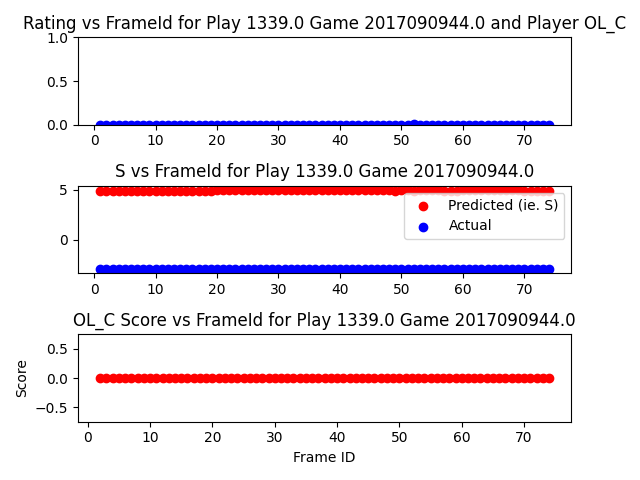 Rating vs FrameId for Play 1339.0 Game 2017090944.0 and Player OL_C
1.0
0.5
0.0
0 10 20 30 40 50 60 70
S vs FrameId for Play 1339.0 Game 2017090944.0
5
Predicted (ie. S)
0
Actual
0 10 20 30 40 50 60 70
OL_C Score vs FrameId for Play 1339.0 Game 2017090944.0
0.5
0.0
−0.5
Score
0 10 20 30 40 50 60 70
Frame ID